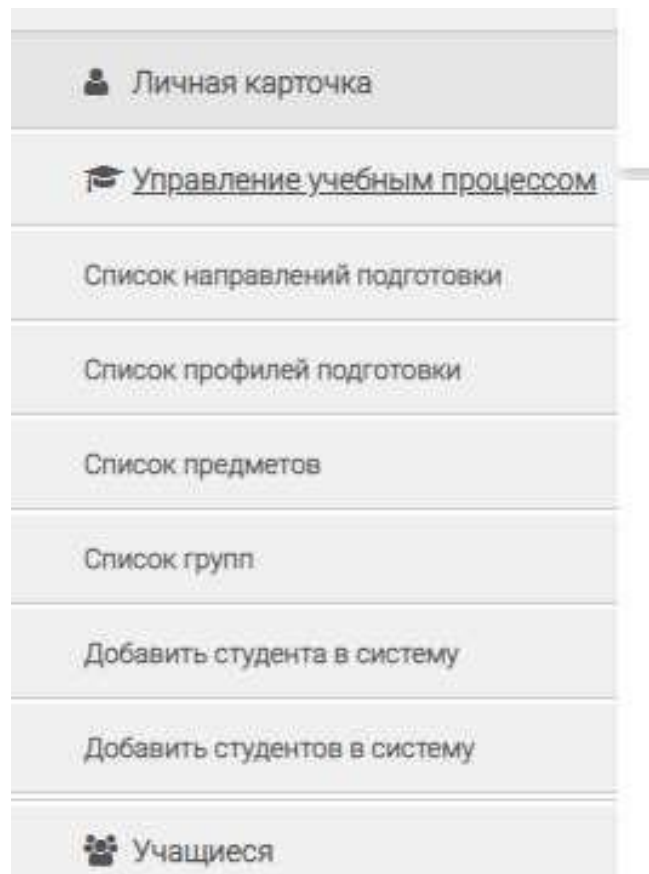 Личная карточка
Управление учебным процессом
Список направлений подготовки
Список профилей подготовки
Список предметов
Список групп
Добавить студента в систему
Добавить студентов в систему
Учащиеся